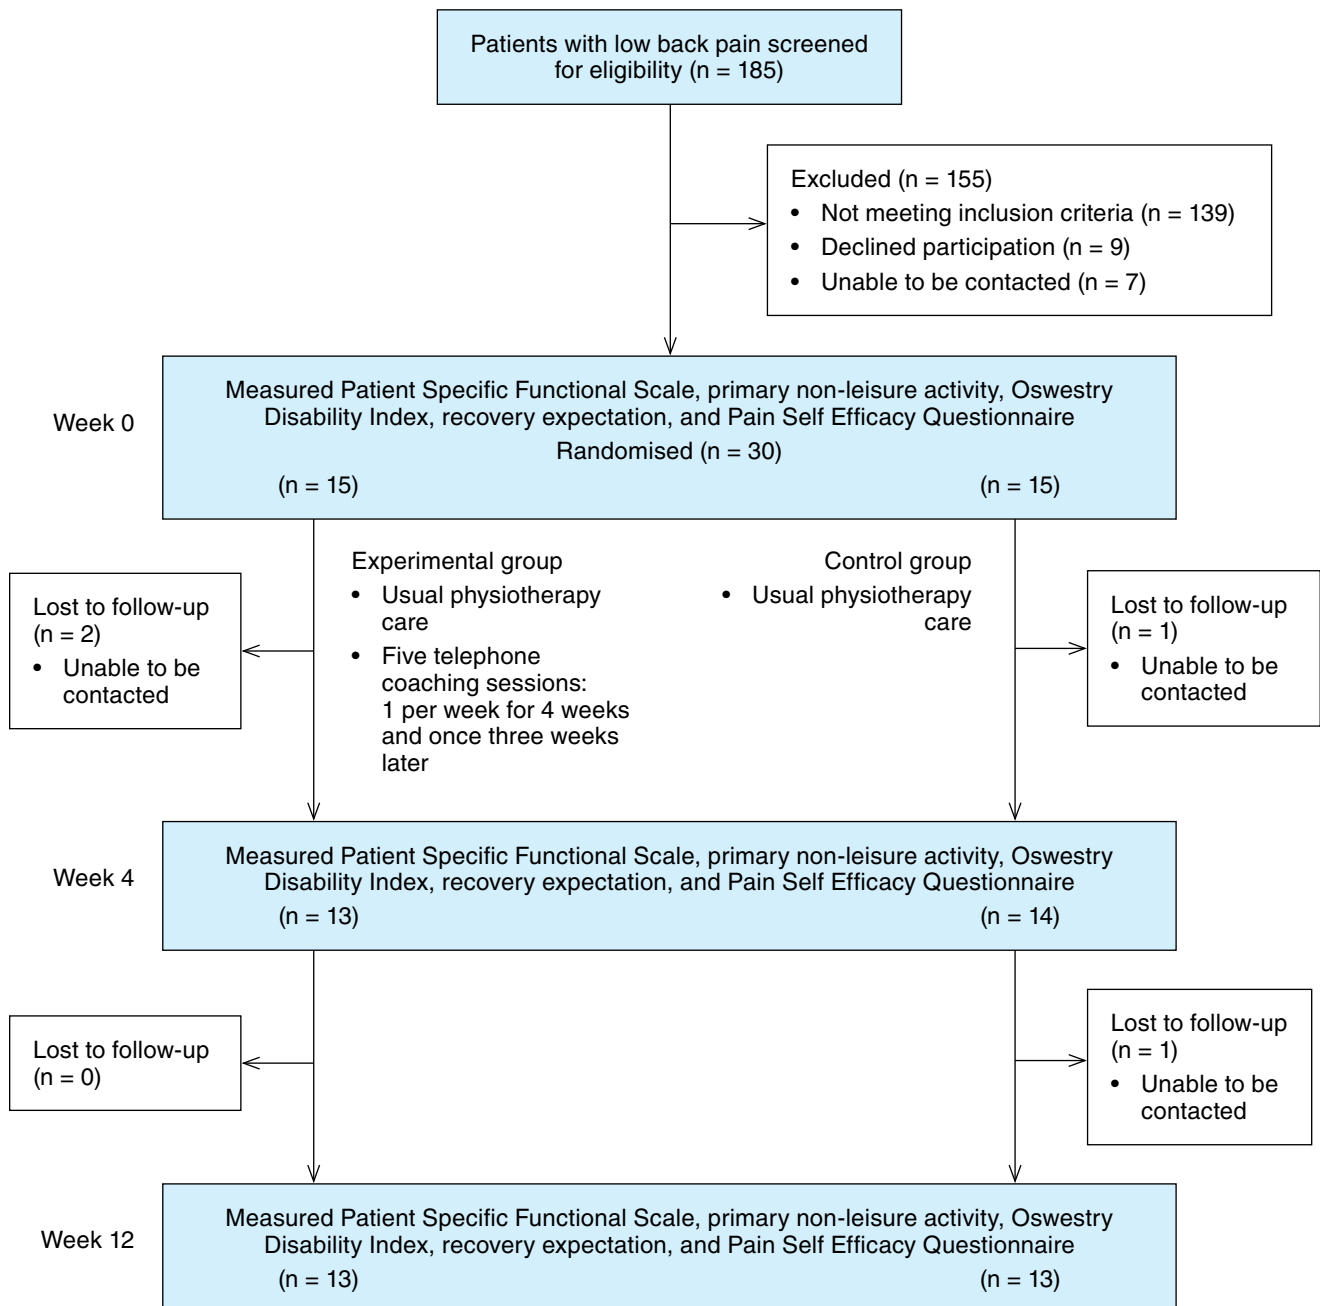 Patients with low back pain screened
for eligibility (n = 185)
Excluded (n = 155)
• Not meeting inclusion criteria (n = 139)
• Declined participation (n = 9)
• Unable to be contacted (n = 7)
Week 0
Measured Patient Specific Functional Scale, primary non-leisure activity, Oswestry
Disability Index, recovery expectation, and Pain Self Efficacy Questionnaire
Randomised (n = 30)
(n = 15)
(n = 15)
Lost to follow-up
(n = 2)
• Unable to be
contacted
Experimental group
• Usual physiotherapy
care
• Five telephone
coaching sessions:
1 per week for 4 weeks
and once three weeks
later
Control group
• Usual physiotherapy
care
Lost to follow-up
(n = 1)
• Unable to be
contacted
Week 4
Measured Patient Specific Functional Scale, primary non-leisure activity, Oswestry
Disability Index, recovery expectation, and Pain Self Efficacy Questionnaire
(n = 13)
(n = 14)
Lost to follow-up
(n = 0)
Lost to follow-up
(n = 1)
• Unable to be
contacted
Week 12
Measured Patient Specific Functional Scale, primary non-leisure activity, Oswestry
Disability Index, recovery expectation, and Pain Self Efficacy Questionnaire
(n = 13)
(n = 13)